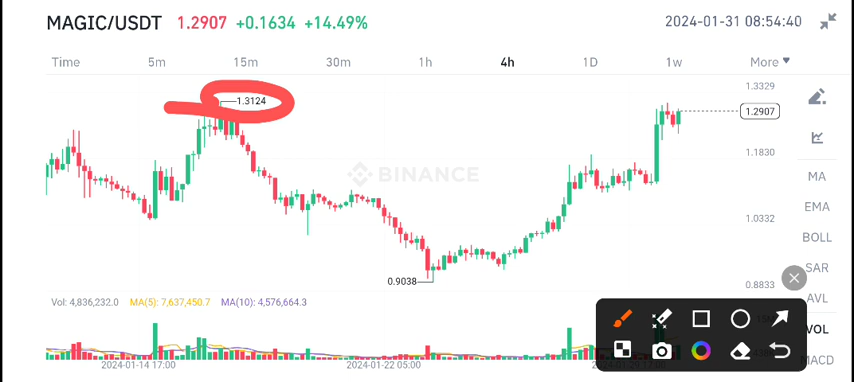 MAGIC/USDT 1.2907 +0.1634 +14.49% 2024-01-31 08:54:40
Time 5m 15m 30m 1h 4h 1D 1w More
1.3329
1.3124
1.2907
1.1830
BINANCE
MA
EMA
1.0332
BOLL
SAR
0.9038
0.8833
AVL
Vol: 4,836,232.0 MA(5): 7,637,450.7 MA(10): 4,576,664.3
VOL
2024-01-14 17:00 2024-01-22 05:00
MACD